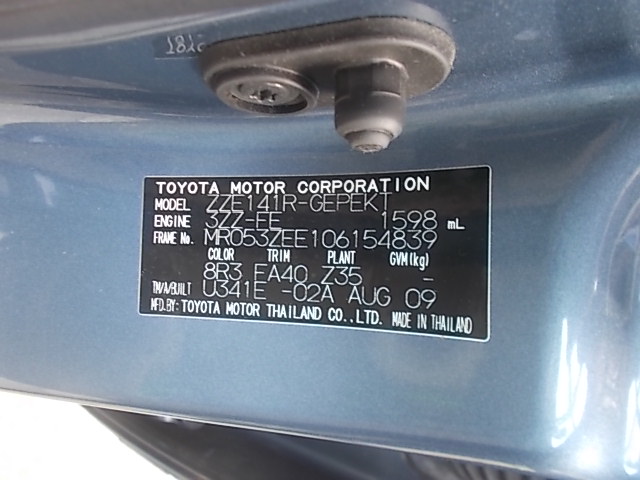 TOYOTA MOTOR CORPORATION
MODEL ZZE141R-GEPEKT
ENGINE 3ZZ-FE 1598 mL
FRAME No. MR053ZEE106154839
COLOR TRIM PLANT GVM(kg)
8R3 FA40 Z35 -
TM/A/BUILT U341E -02A AUG 09
MFD.BY: TOYOTA MOTOR THAILAND CO.,LTD. MADE IN THAILAND